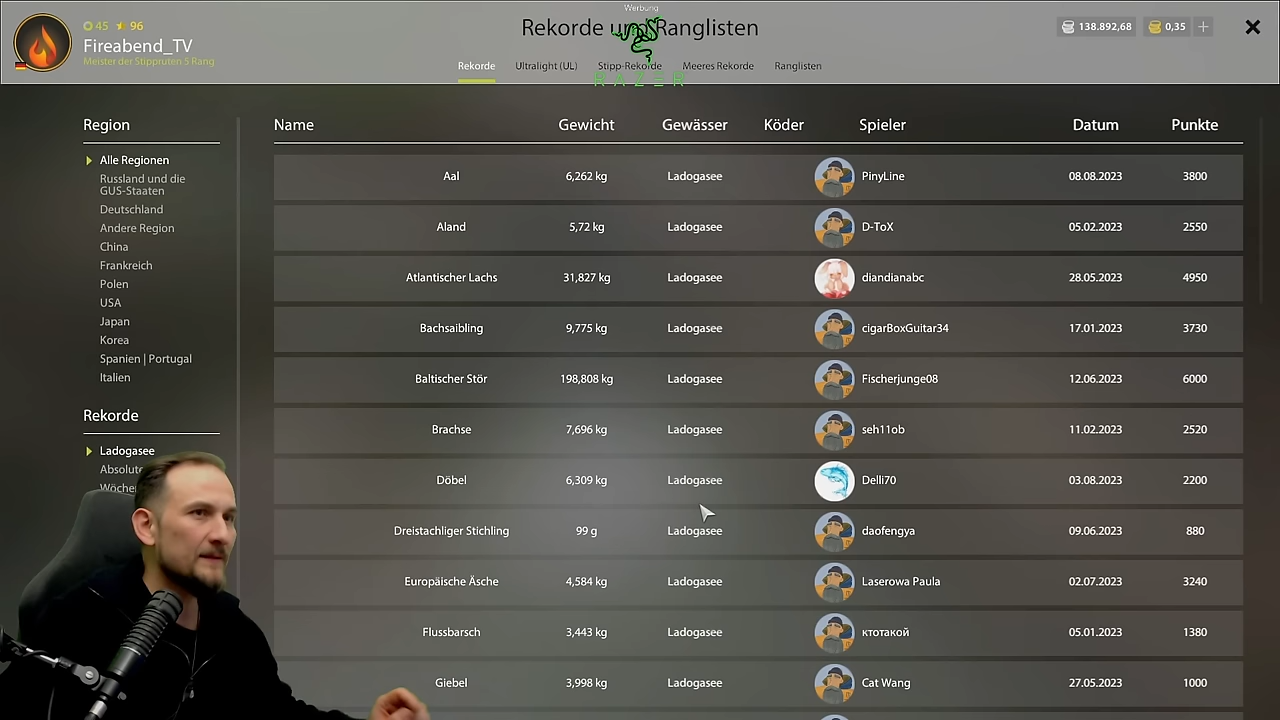 Werbung
Rekorde und Ranglisten
RAZER
45 96
Fireabend_TV
Meister der Stippruten 5 Rang
138.892,68 0,35 +
Rekorde Ultralight (UL) Stipp-Rekorde Meeres Rekorde Ranglisten
Region
Alle Regionen
Russland und die
GUS-Staaten
Deutschland
Andere Region
China
Frankreich
Polen
USA
Japan
Korea
Spanien | Portugal
Italien
Rekorde
Ladogasee
Name Gewicht Gewässer Köder Spieler Datum Punkte
Aal 6,262 kg Ladogasee PinyLine 08.08.2023 3800
Aland 5,72 kg Ladogasee D-ToX 05.02.2023 2550
Atlantischer Lachs 31,827 kg Ladogasee diandianabc 28.05.2023 4950
Bachsaibling 9,775 kg Ladogasee cigarBoxGuitar34 17.01.2023 3730
Baltischer Stör 198,808 kg Ladogasee Fischerjunge08 12.06.2023 6000
Brachse 7,696 kg Ladogasee seh11ob 11.02.2023 2520
Döbel 6,309 kg Ladogasee Delli70 03.08.2023 2200
Dreistachliger Stichling 99 g Ladogasee daofengya 09.06.2023 880
Europäische Äsche 4,584 kg Ladogasee Laserowa Paula 02.07.2023 3240
Flussbarsch 3,443 kg Ladogasee ктотакой 05.01.2023 1380
Giebel 3,998 kg Ladogasee Cat Wang 27.05.2023 1000